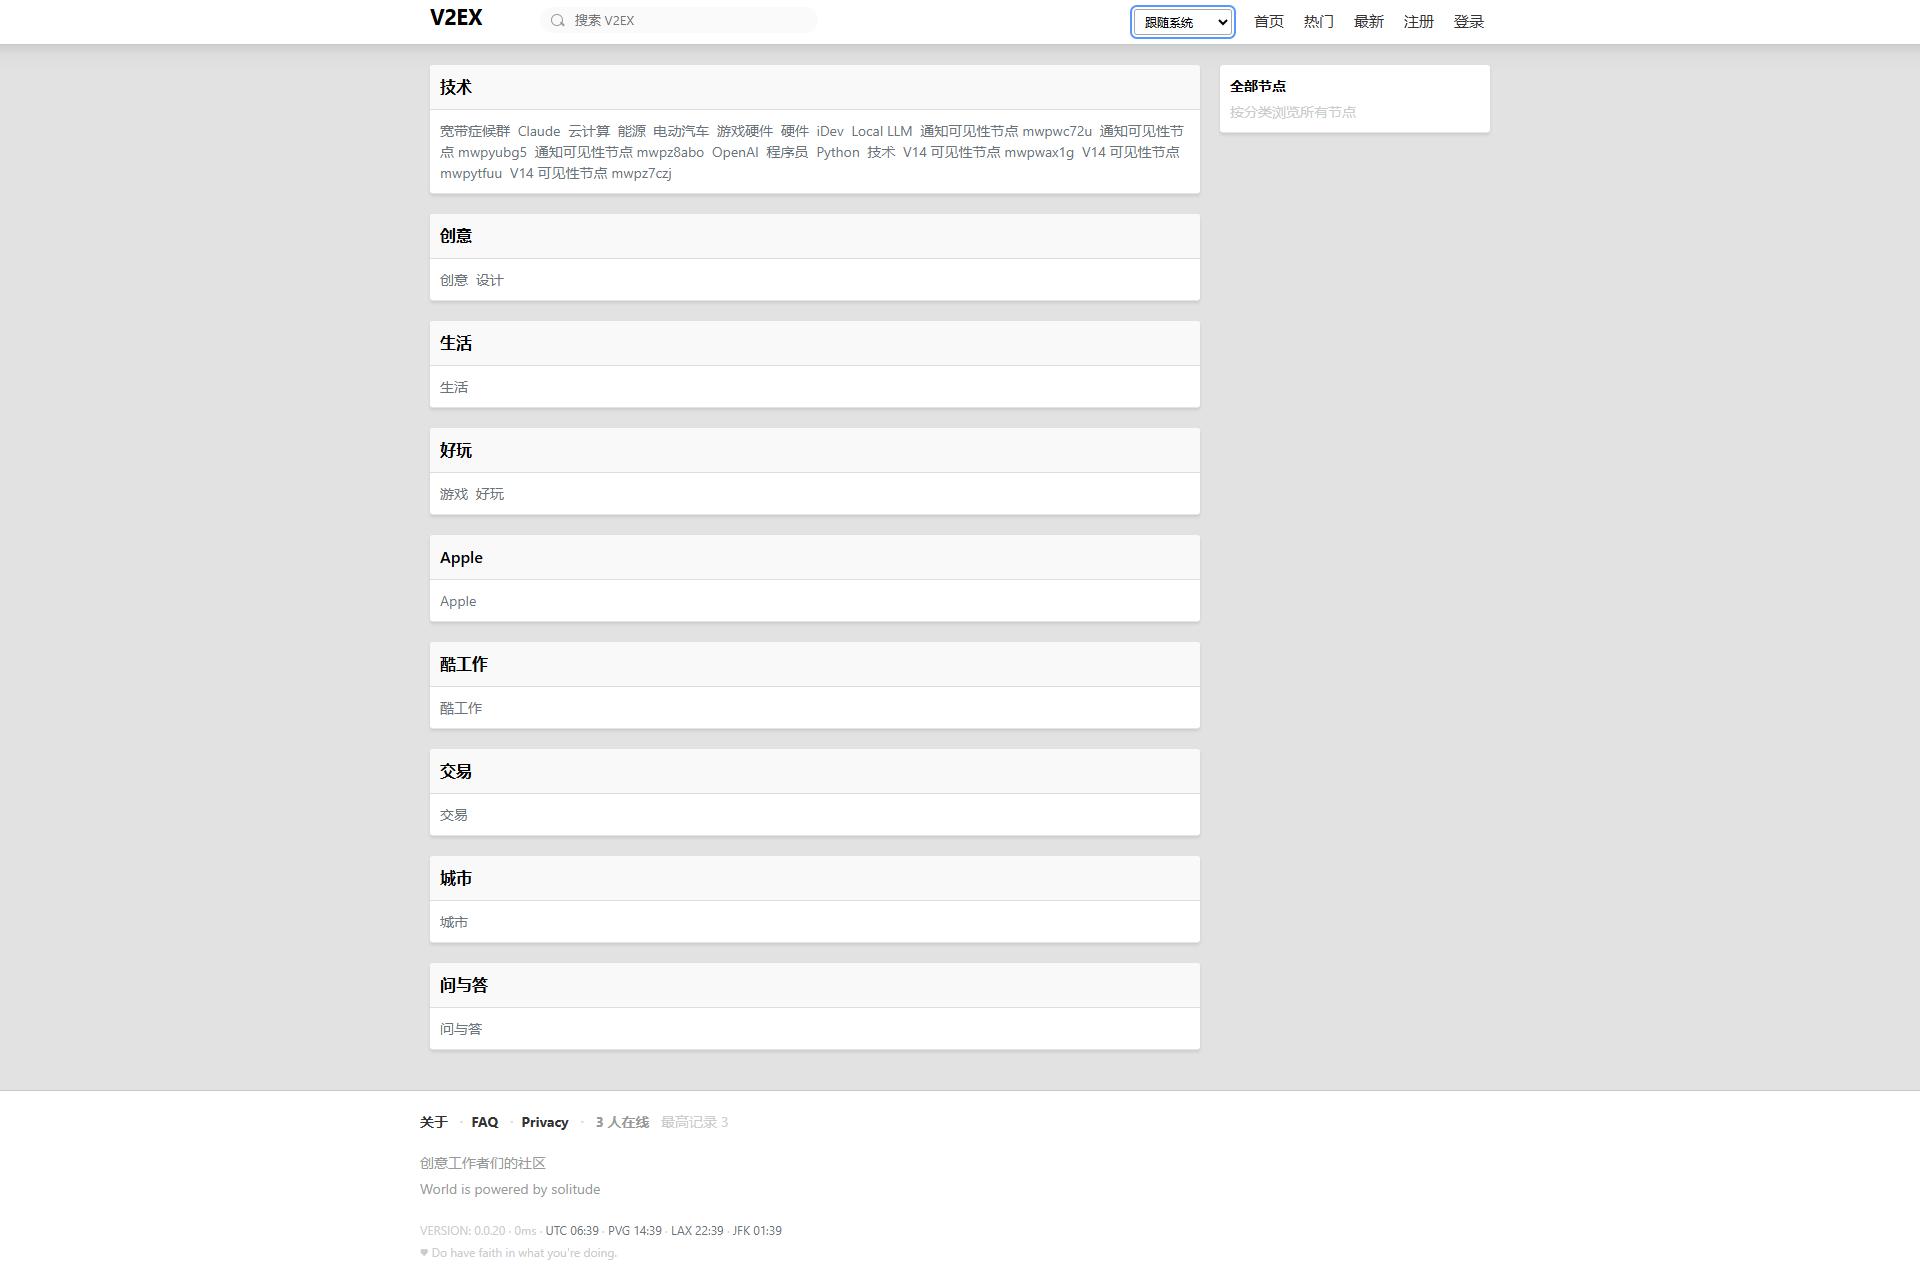 V2EX
搜索 V2EX
跟随系统
首页 热门 最新 注册 登录
技术
宽带症候群 Claude 云计算 能源 电动汽车 游戏硬件 硬件 iDev Local LLM 通知可见性节点 mwpwc72u 通知可见性节
点 mwpyubg5 通知可见性节点 mwpz8abo OpenAI 程序员 Python 技术 V14 可见性节点 mwpwax1g V14 可见性节点
mwpytfuu V14 可见性节点 mwpz7czj
全部节点
按分类浏览所有节点
创意
创意 设计
生活
生活
好玩
游戏 好玩
Apple
Apple
酷工作
酷工作
交易
交易
城市
城市
问与答
问与答
关于 · FAQ · Privacy · 3 人在线 最高记录 3
创意工作者们的社区
World is powered by solitude
VERSION: 0.0.20 · 0ms · UTC 06:39 · PVG 14:39 · LAX 22:39 · JFK 01:39
♥ Do have faith in what you're doing.